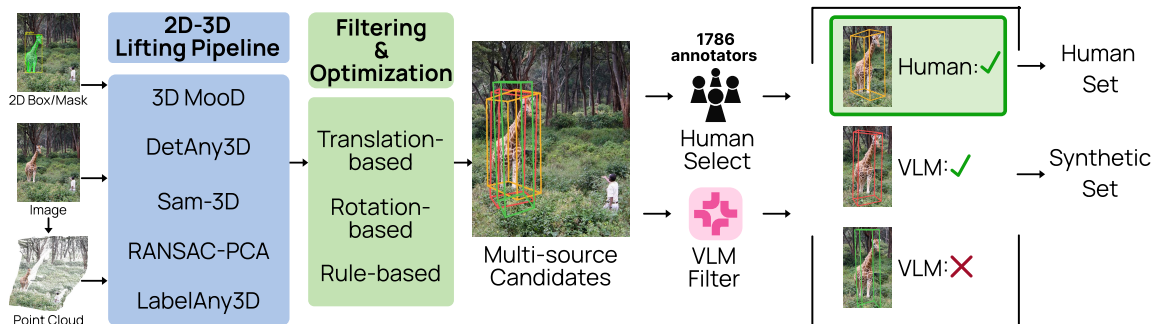 2D Box/Mask
Image
Point Cloud
2D-3D
Lifting Pipeline
3D MooD
DetAny3D
Sam-3D
RANSAC-PCA
LabelAny3D
Filtering
&
Optimization
Translation-
based
Rotation-
based
Rule-based
Multi-source
Candidates
1786
annotators
Human
Select
VLM
Filter
Human:
VLM:
VLM:
Human
Set
Synthetic
Set